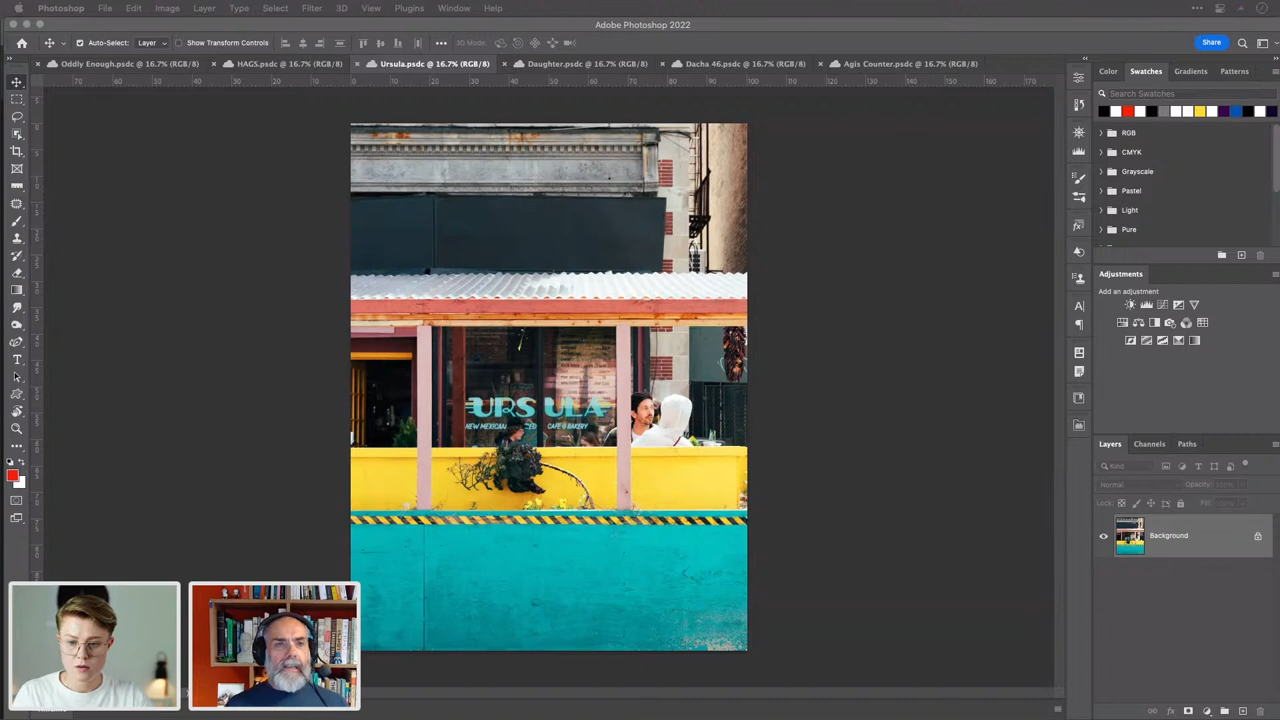 Photoshop File Edit Image Layer Type Select Filter 3D View Plugins Window Help
Adobe Photoshop 2022
Auto-Select: Layer Show Transform Controls 3D Mode: Share
Oddly Enough.psdc @ 16.7% (RGB/8) HAGS.psdc @ 16.7% (RGB/8) Ursula.psdc @ 16.7% (RGB/8) Daughter.psdc @ 16.7% (RGB/8) Dacha 46.psdc @ 16.7% (RGB/8) Agis Counter.psdc @ 16.7% (RGB/8)
Color Swatches Gradients Patterns
Search Swatches
RGB
CMYK
Grayscale
Pastel
Light
Pure
Adjustments
Add an adjustment
URSULA
NEW MEXICAN CAFE & BAKERY
Layers Channels Paths
Kind
Normal Opacity: 100%
Lock: Fill:
Background